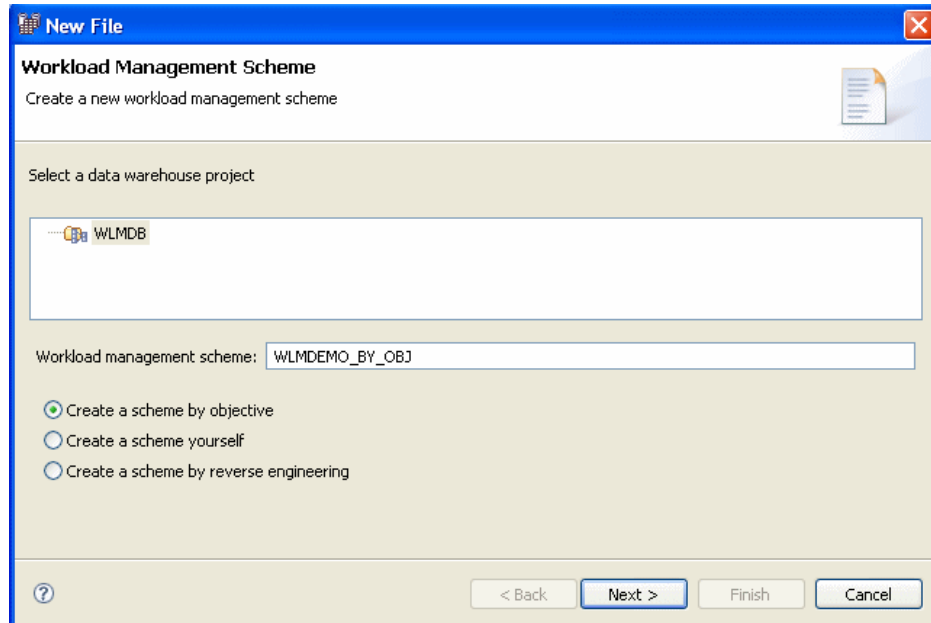 New File
Workload Management Scheme
Create a new workload management scheme
Select a data warehouse project
WLMDB
Workload management scheme: WLMDEMO_BY_OBJ
Create a scheme by objective
Create a scheme yourself
Create a scheme by reverse engineering
? < Back Next > Finish Cancel